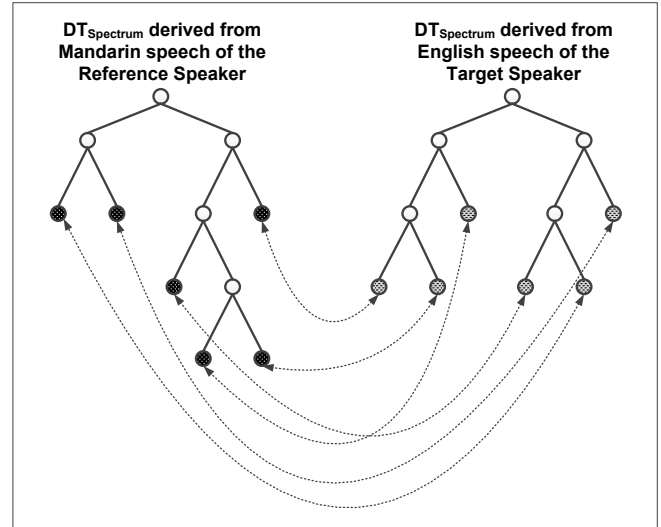 DTSpectrum derived from
Mandarin speech of the
Reference Speaker
DTSpectrum derived from
English speech of the
Target Speaker